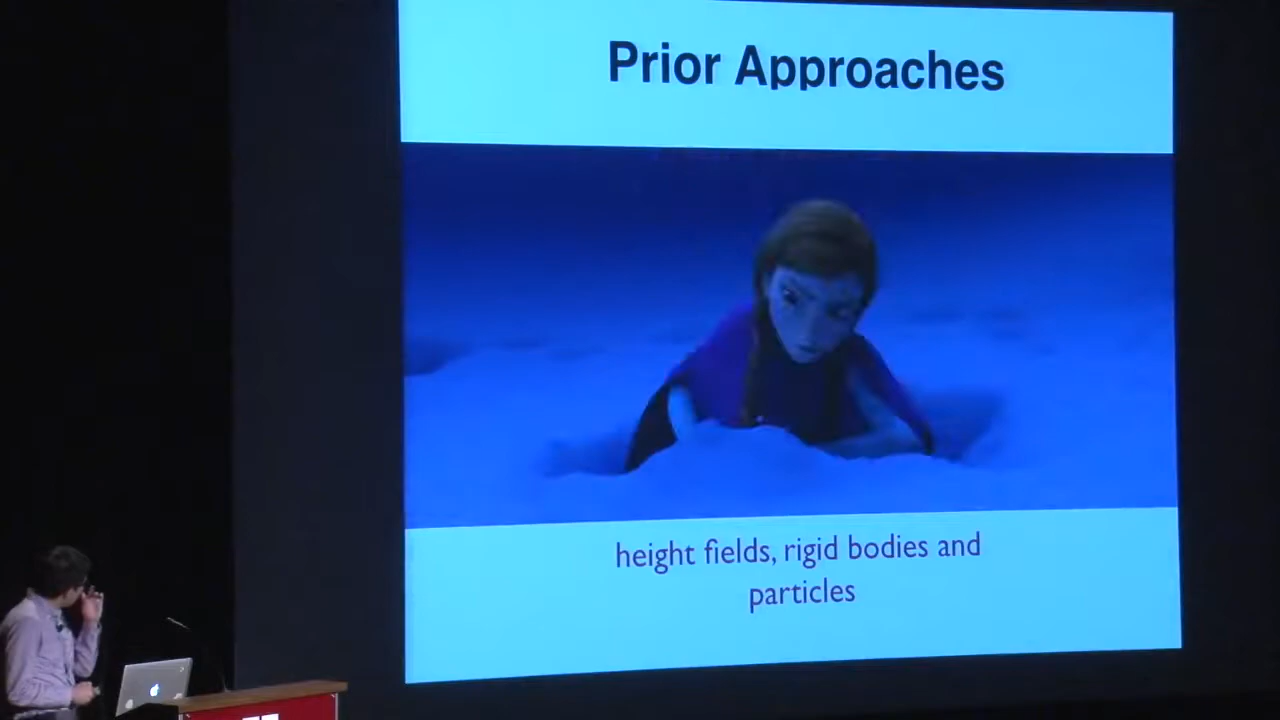 Prior Approaches
height fields, rigid bodies and
particles